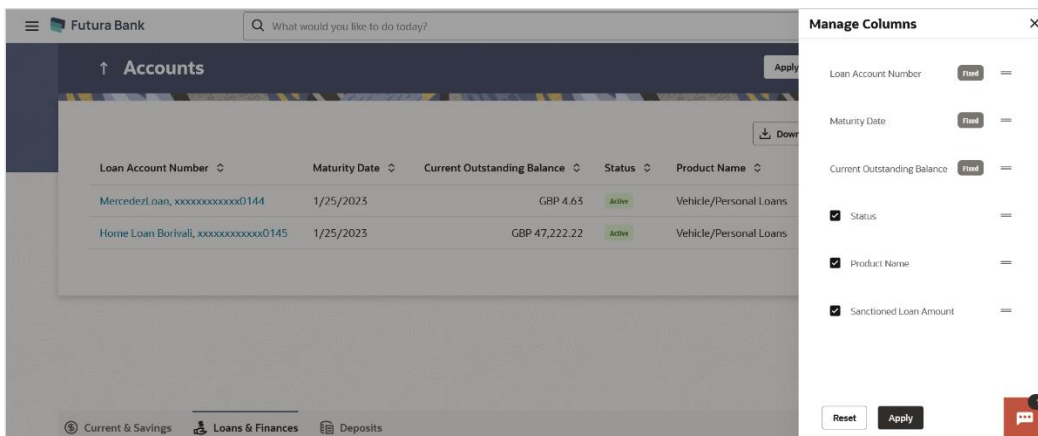 Futura Bank
What would you like to do today?
Manage Columns
Accounts
Apply
Loan Account Number Fixed
Maturity Date Fixed
Down
Loan Account Number Maturity Date Current Outstanding Balance Status Product Name
Current Outstanding Balance Fixed
MercedezLoan, xxxxxxxxxxxx0144 1/25/2023 GBP 4.63 Active Vehicle/Personal Loans
Status
Home Loan Borivali, xxxxxxxxxxxx0145 1/25/2023 GBP 47,222.22 Active Vehicle/Personal Loans
Product Name
Sanctioned Loan Amount
Reset Apply
Current & Savings Loans & Finances Deposits